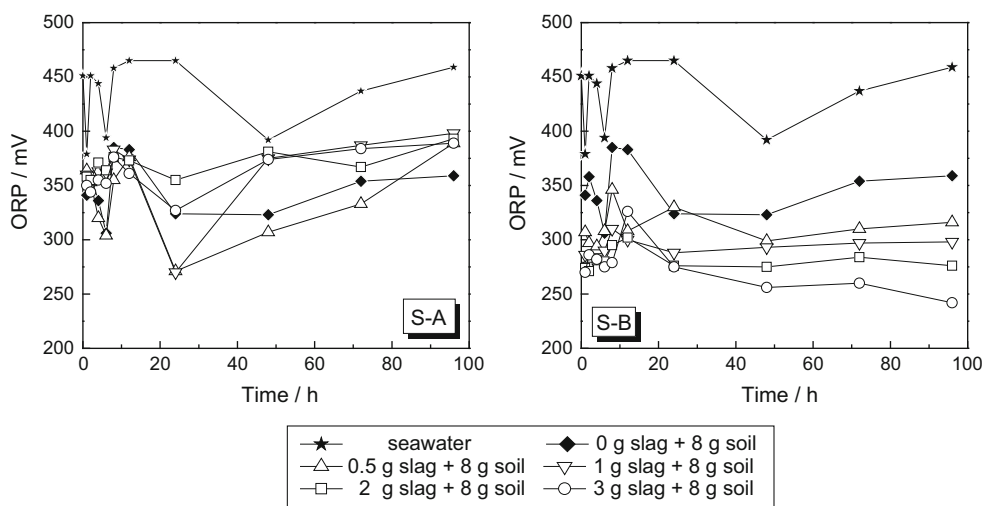 500
450
400
350
300
250
200
ORP / mV
0
20
40
60
80
100
Time / h
S-A
500
450
400
350
300
250
200
ORP / mV
0
20
40
60
80
100
Time / h
S-B
seawater
0 g slag + 8 g soil
0.5 g slag + 8 g soil
1 g slag + 8 g soil
2 g slag + 8 g soil
3 g slag + 8 g soil